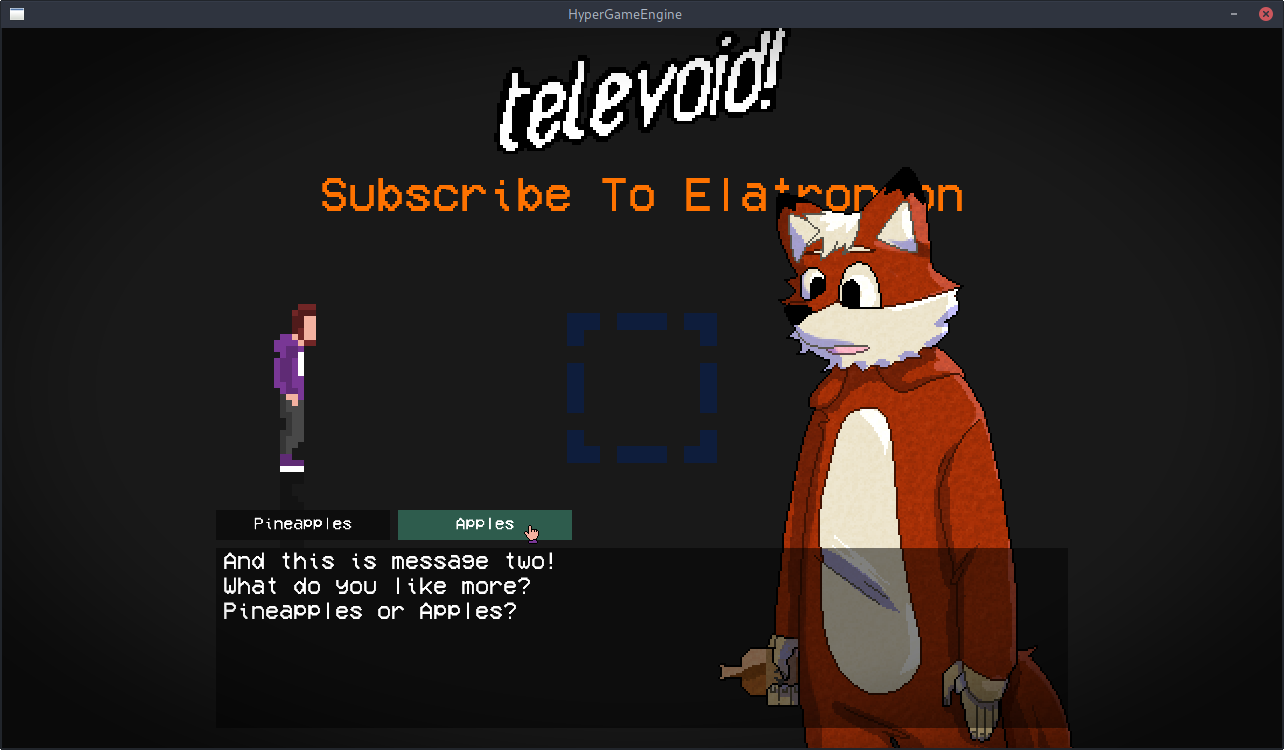 HyperGameEngine
televoid!
Subscribe To
Pineapples
Apples
And this is message two!
What do you like more?
Pineapples or Apples?